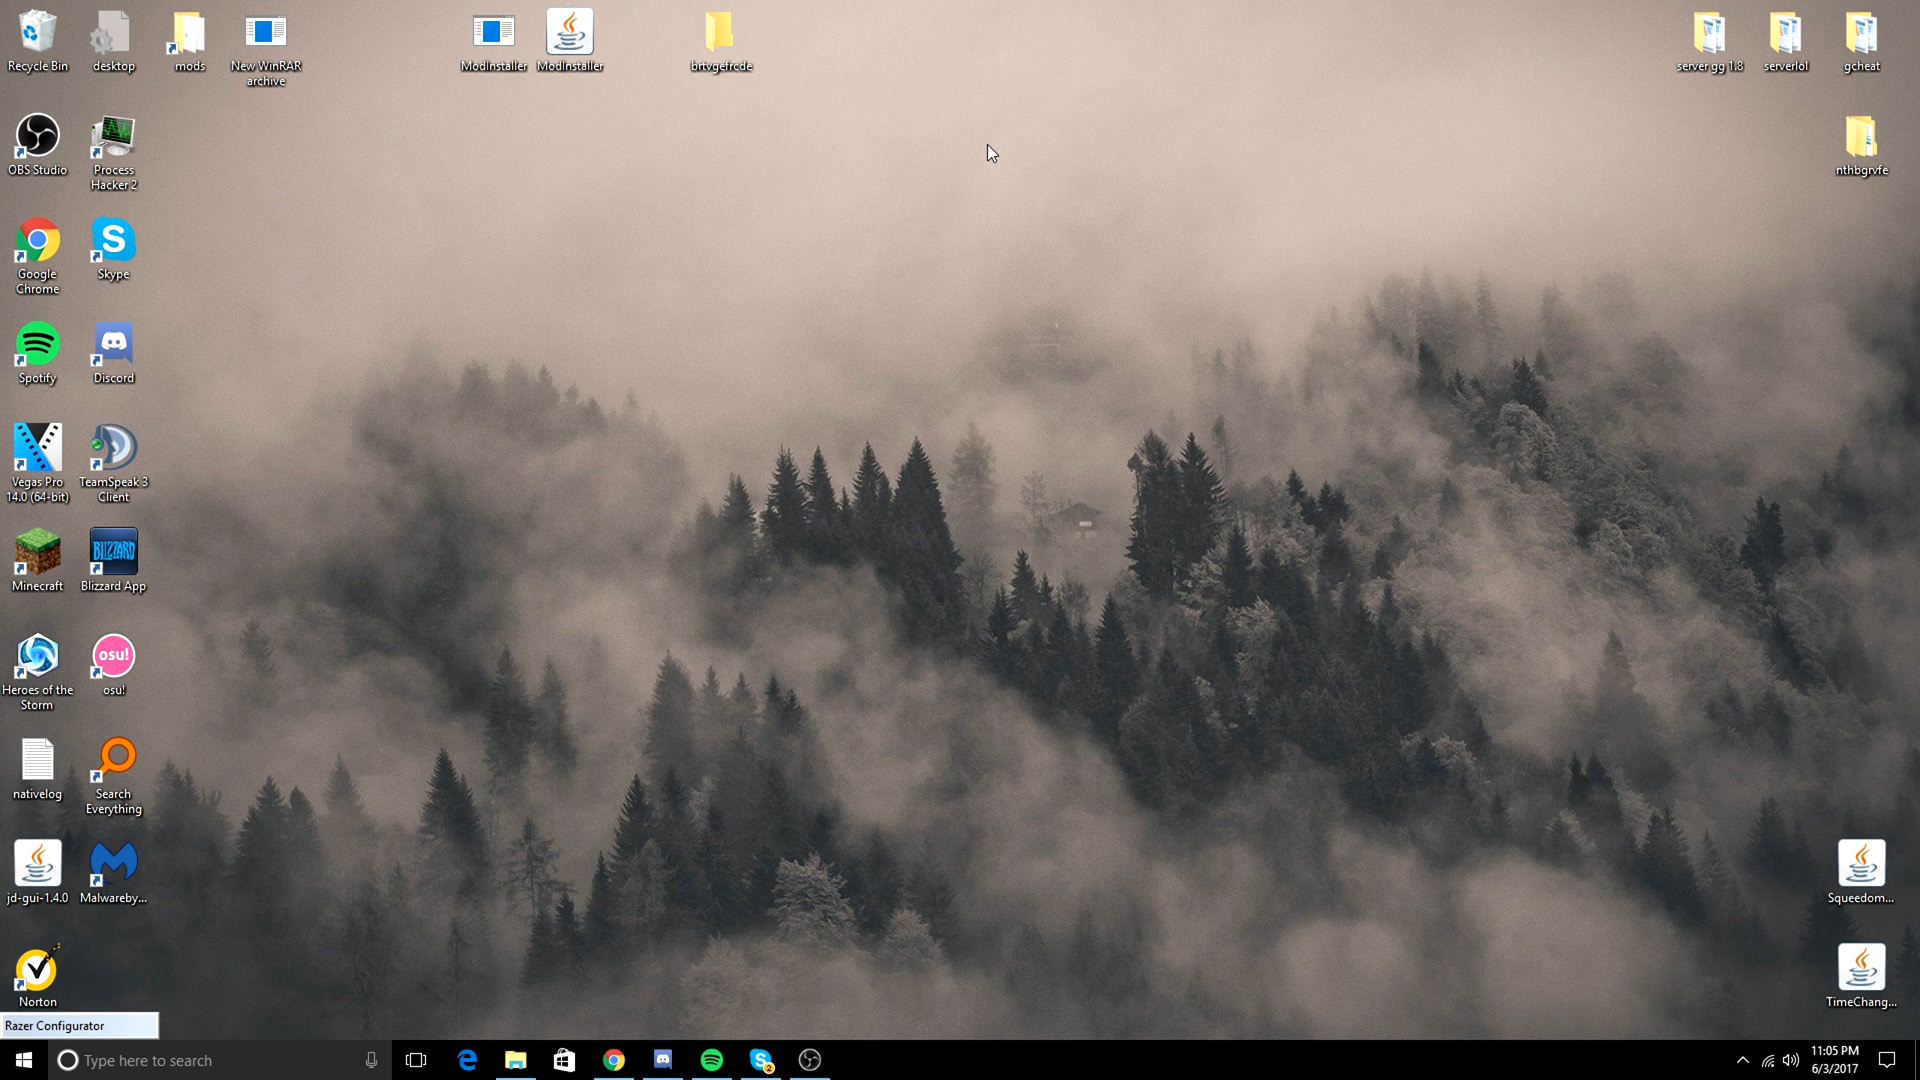 Recycle Bin
desktop
mods
New WinRAR
archive
ModInstaller
ModInstaller
brtvgefrcde
server gg 1.8
serverlol
gcheat
OBS Studio
Process
Hacker 2
nthbgrvfe
Google
Chrome
Skype
Spotify
Discord
Vegas Pro
14.0 (64-bit)
TeamSpeak 3
Client
Minecraft
BLIZZARD
Blizzard App
Heroes of the
Storm
osu!
osu!
nativelog
Search
Everything
jd-gui-1.4.0
Malwareby...
Squeedom...
Norton
TimeChang...
Razer Configurator
Type here to search
2
11:05 PM
6/3/2017